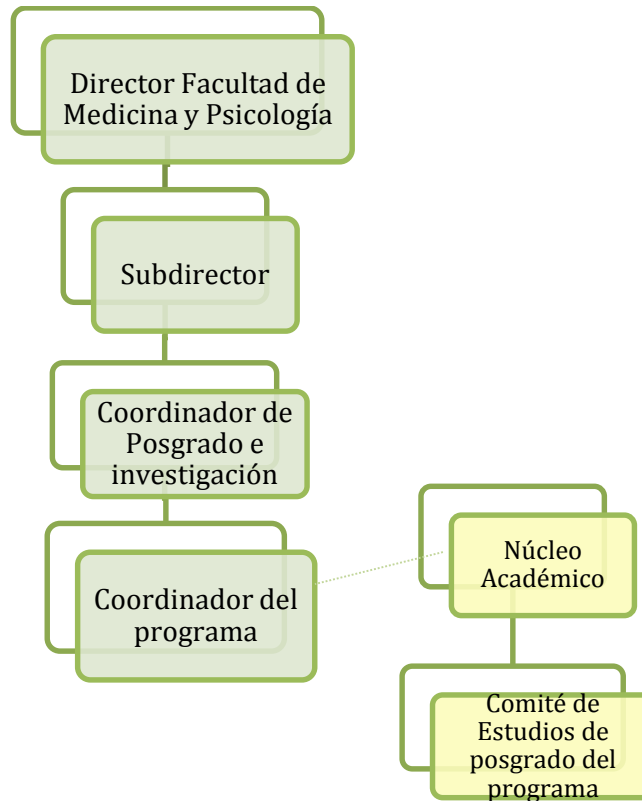 Director Facultad de
Medicina y Psicología
Subdirector
Coordinador de
Posgrado e
investigación
Coordinador del
programa
Núcleo
Académico
Comité de
Estudios de
posgrado del
programa